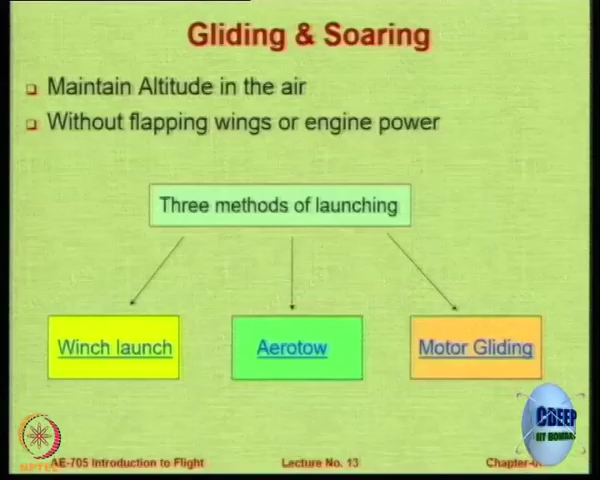 Gliding & Soaring
Maintain Altitude in the air
Without flapping wings or engine power
Three methods of launching
Winch launch
Aerotow
Motor Gliding
CDEEP
IIT BOMBAY
NPTEL
AE-705 Introduction to Flight
Lecture No. 13